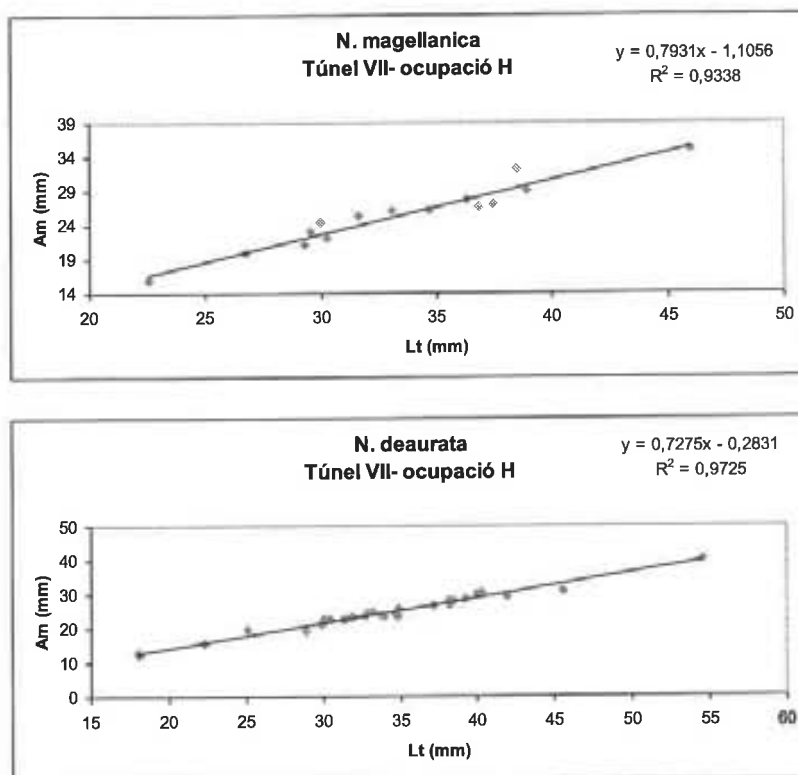 N. magellanica
Túnel VII- ocupació H
y = 0,7931x - 1,1056
R² = 0,9338
39
34
29
24
19
14
Am (mm)
20 25 30 35 40 45 50
Lt (mm)
N. deaurata
Túnel VII- ocupació H
y = 0,7275x - 0,2831
R² = 0,9725
50
40
30
20
10
0
Am (mm)
15 20 25 30 35 40 45 50 55 60
Lt (mm)